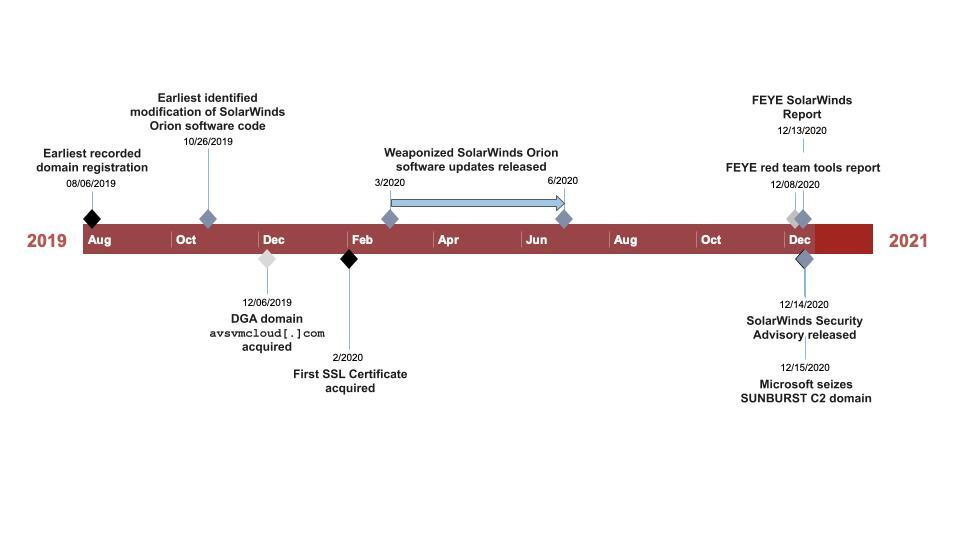 Earliest identified
modification of SolarWinds
Orion software code
10/26/2019
FEYE SolarWinds
Report
12/13/2020
Earliest recorded
domain registration
08/06/2019
Weaponized SolarWinds Orion
software updates released
3/2020
6/2020
FEYE red team tools report
12/08/2020
2019
Aug
Oct
Dec
Feb
Apr
Jun
Aug
Oct
Dec
2021
12/06/2019
DGA domain
avsvmcloud[.]com
acquired
2/2020
First SSL Certificate
acquired
12/14/2020
SolarWinds Security
Advisory released
12/15/2020
Microsoft seizes
SUNBURST C2 domain